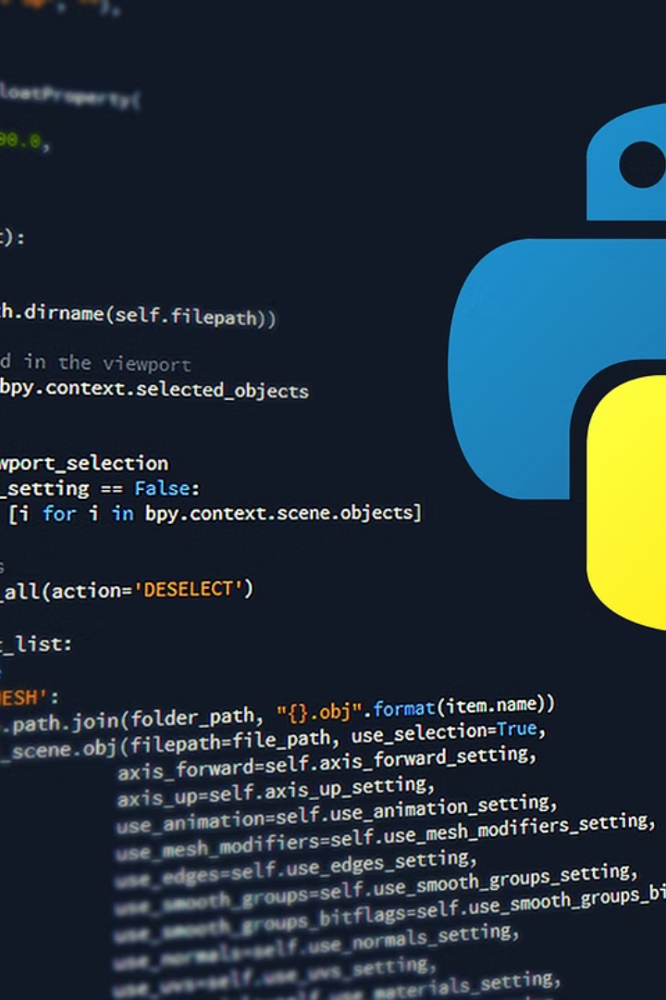 loatProperty(
00.0,
):
h.dirname(self.filepath))
d in the viewport
bpy.context.selected_objects
wport_selection
_setting == False:
[i for i in bpy.context.scene.objects]
s
_all(action='DESELECT')
_list:
MESH':
.path.join(folder_path, "{}.obj".format(item.name))
_scene.obj(filepath=file_path, use_selection=True,
axis_forward=self.axis_forward_setting,
axis_up=self.axis_up_setting,
use_animation=self.use_animation_setting,
use_mesh_modifiers=self.use_mesh_modifiers_setting,
use_edges=self.use_edges_setting,
use_smooth_groups=self.use_smooth_groups_setting,
use_smooth_groups_bitflags=self.use_smooth_groups_bi
use_normals=self.use_normals_setting,
use_uvs=self.use_uvs_setting,
materials_setting,